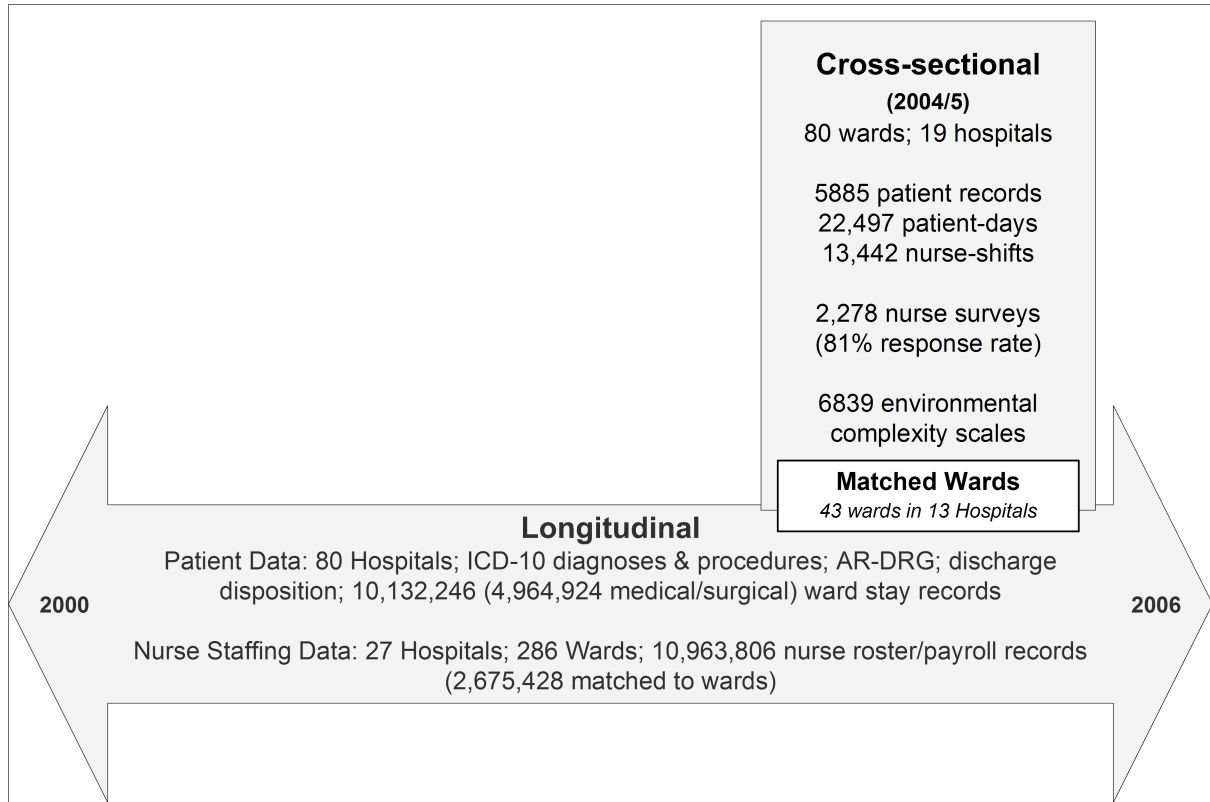 Cross-sectional
(2004/5)
80 wards; 19 hospitals
5885 patient records
22,497 patient-days
13,442 nurse-shifts
2,278 nurse surveys
(81% response rate)
6839 environmental
complexity scales
Matched Wards
43 wards in 13 Hospitals
Longitudinal
Patient Data: 80 Hospitals; ICD-10 diagnoses & procedures; AR-DRG; discharge
disposition; 10,132,246 (4,964,924 medical/surgical) ward stay records
2000
2006
Nurse Staffing Data: 27 Hospitals; 286 Wards; 10,963,806 nurse roster/payroll records
(2,675,428 matched to wards)